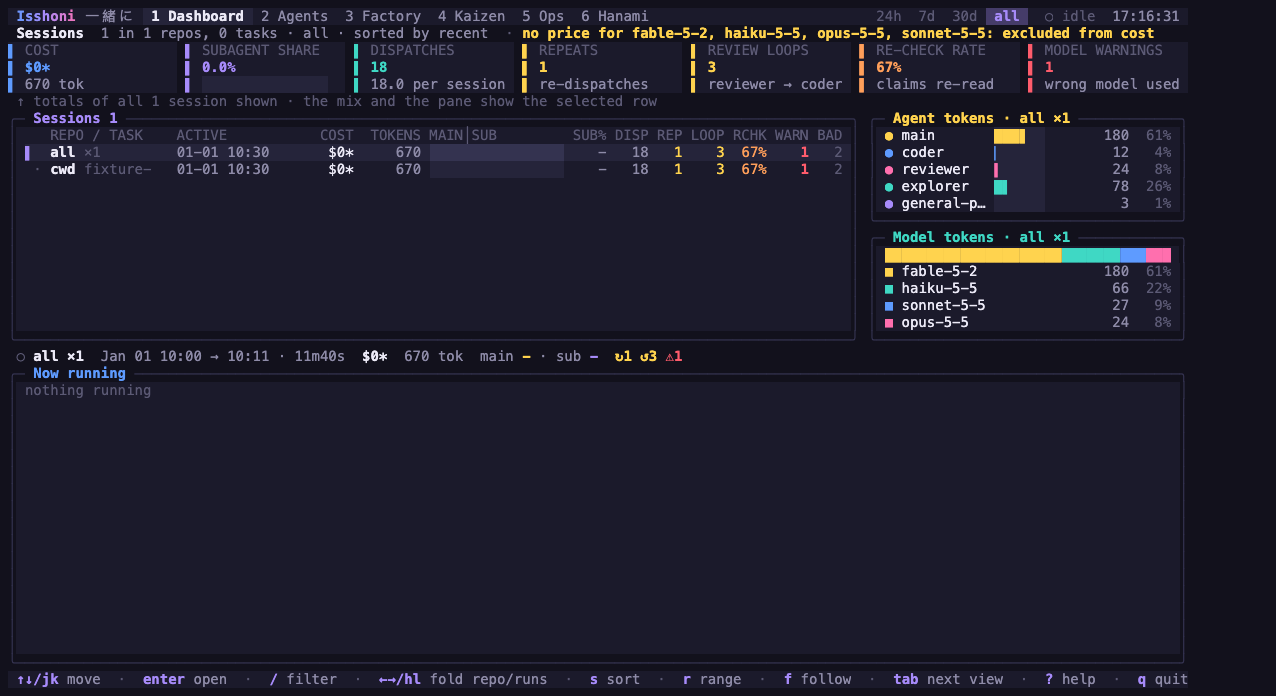 Isshoni 一緒に 1 Dashboard 2 Agents 3 Factory 4 Kaizen 5 Ops 6 Hanami 24h 7d 30d all ○ idle 17:16:31
Sessions 1 in 1 repos, 0 tasks · all · sorted by recent · no price for fable-5-2, haiku-5-5, opus-5-5, sonnet-5-5: excluded from cost
COST SUBAGENT SHARE DISPATCHES REPEATS REVIEW LOOPS RE-CHECK RATE MODEL WARNINGS
$0* 0.0% 18 1 3 67% 1
670 tok 18.0 per session re-dispatches reviewer → coder claims re-read wrong model used
↑ totals of all 1 session shown · the mix and the pane show the selected row
Sessions 1
REPO / TASK ACTIVE COST TOKENS MAIN|SUB SUB% DISP REP LOOP RCHK WARN BAD
all ×1 01-01 10:30 $0* 670 — 18 1 3 67% 1 2
· cwd fixture— 01-01 10:30 $0* 670 — 18 1 3 67% 1 2
Agent tokens · all ×1
main 180 61%
coder 12 4%
reviewer 24 8%
explorer 78 26%
general-p… 3 1%
Model tokens · all ×1
fable-5-2 180 61%
haiku-5-5 66 22%
sonnet-5-5 27 9%
opus-5-5 24 8%
○ all ×1 Jan 01 10:00 → 10:11 · 11m40s $0* 670 tok main — · sub — ↻1 ↺3 ⚠1
Now running
nothing running
↑↓/jk move · enter open · / filter · ←→/hl fold repo/runs · s sort · r range · f follow · tab next view · ? help · q quit